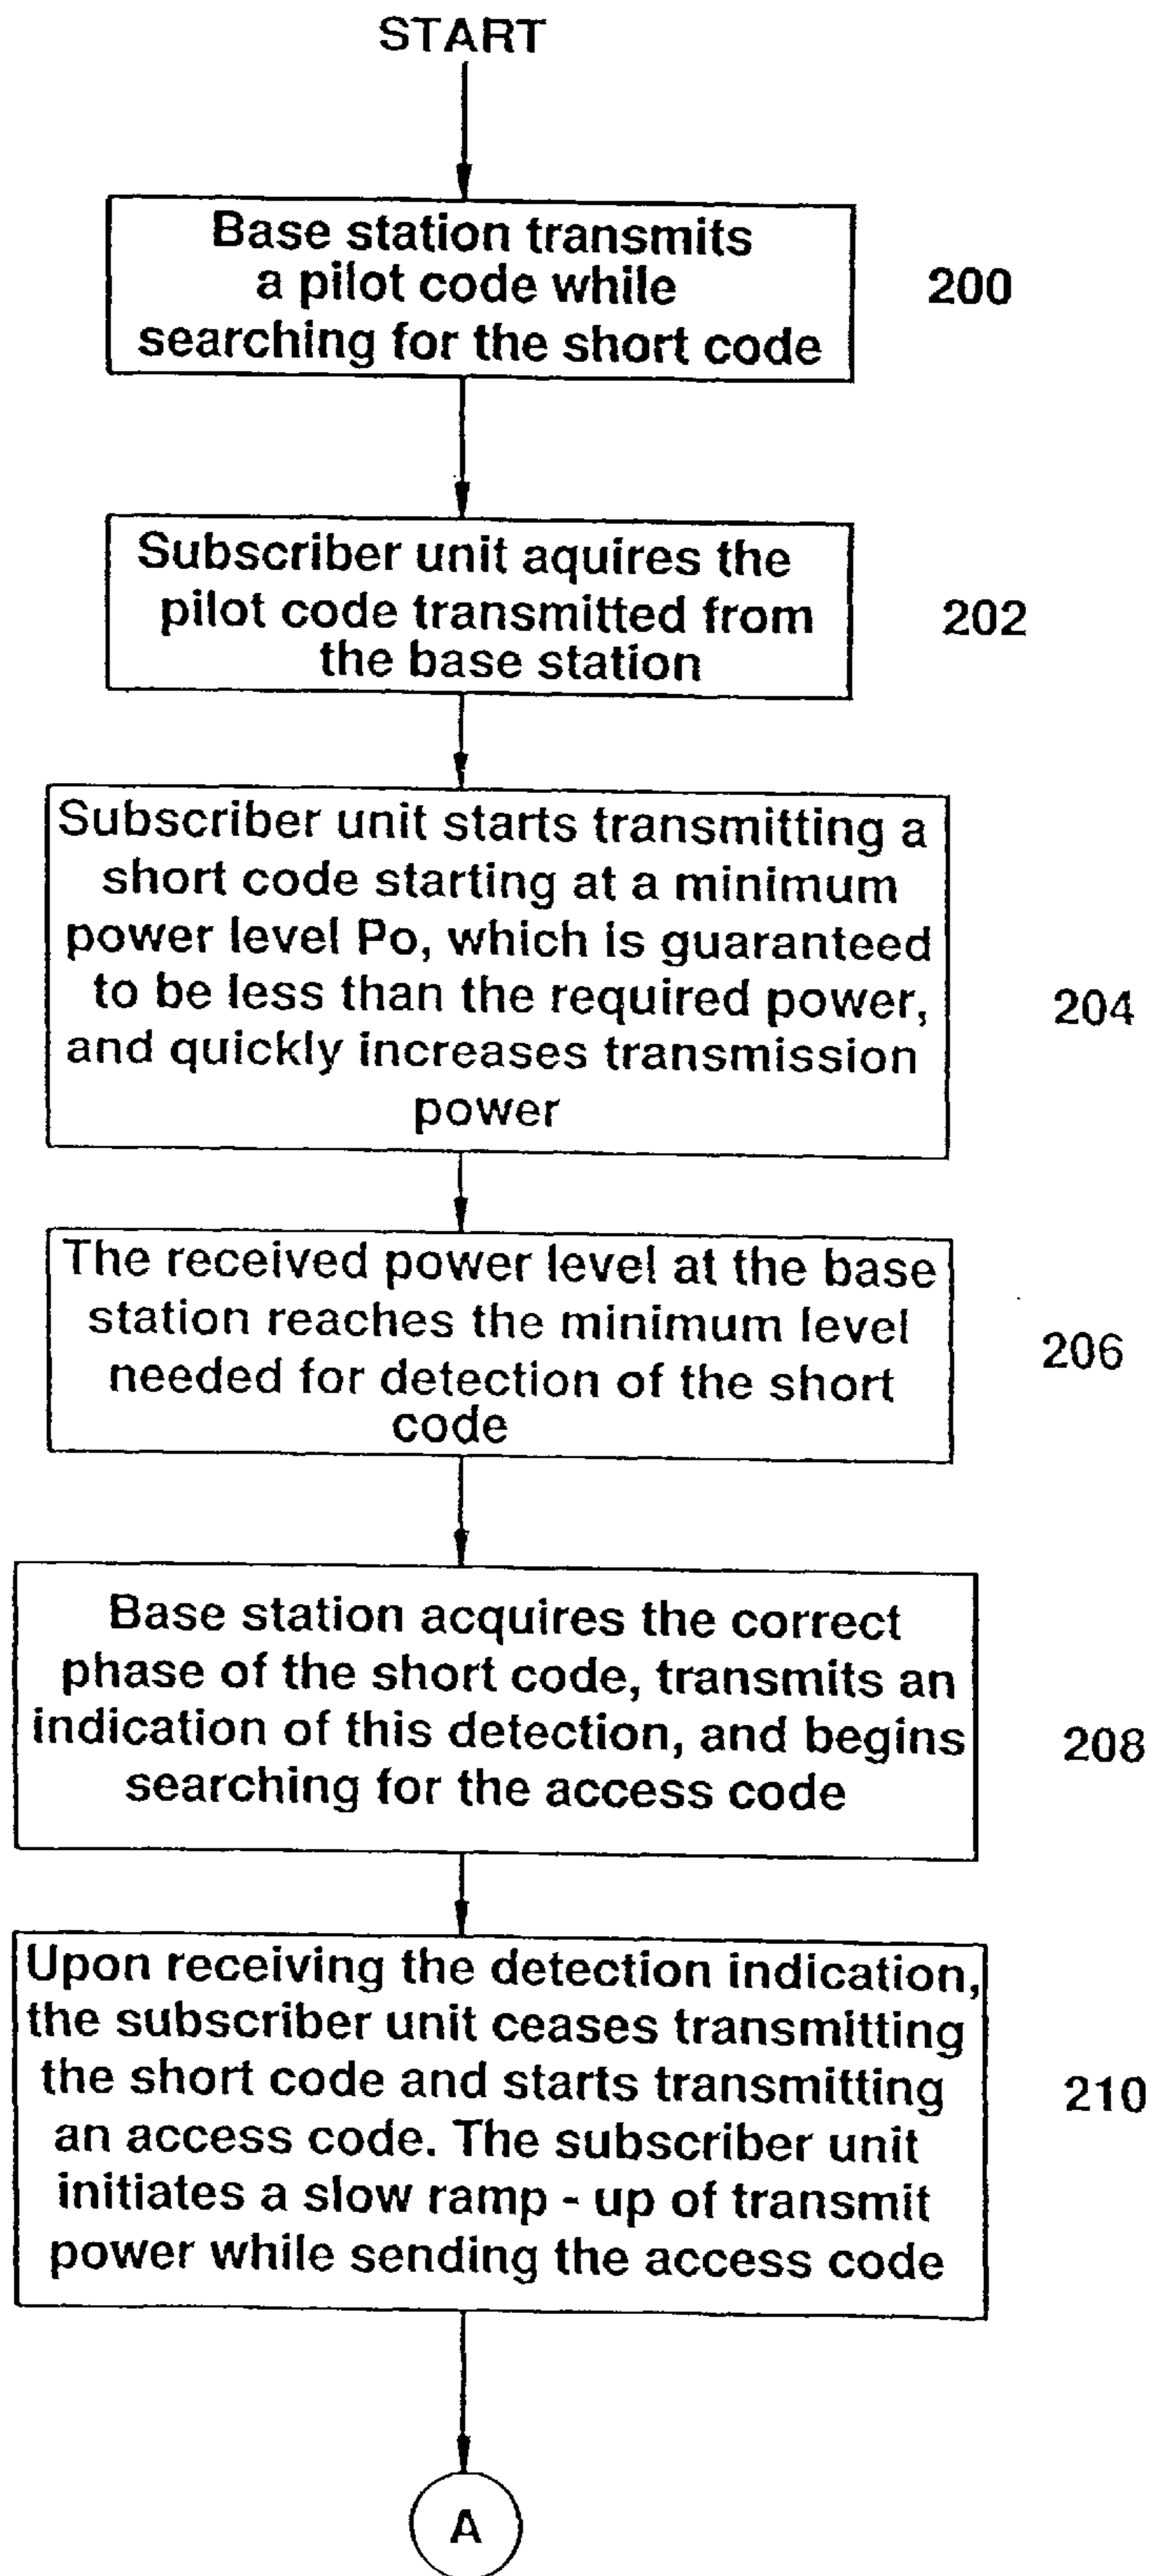 START
Base station transmits
a pilot code while
searching for the short code
200
Subscriber unit aquires the
pilot code transmitted from
the base station
202
Subscriber unit starts transmitting a
short code starting at a minimum
power level Po, which is guaranteed
to be less than the required power,
and quickly increases transmission
power
204
The received power level at the base
station reaches the minimum level
needed for detection of the short
code
206
Base station acquires the correct
phase of the short code, transmits an
indication of this detection, and begins
searching for the access code
208
Upon receiving the detection indication,
the subscriber unit ceases transmitting
the short code and starts transmitting
an access code. The subscriber unit
initiates a slow ramp - up of transmit
power while sending the access code
210
A